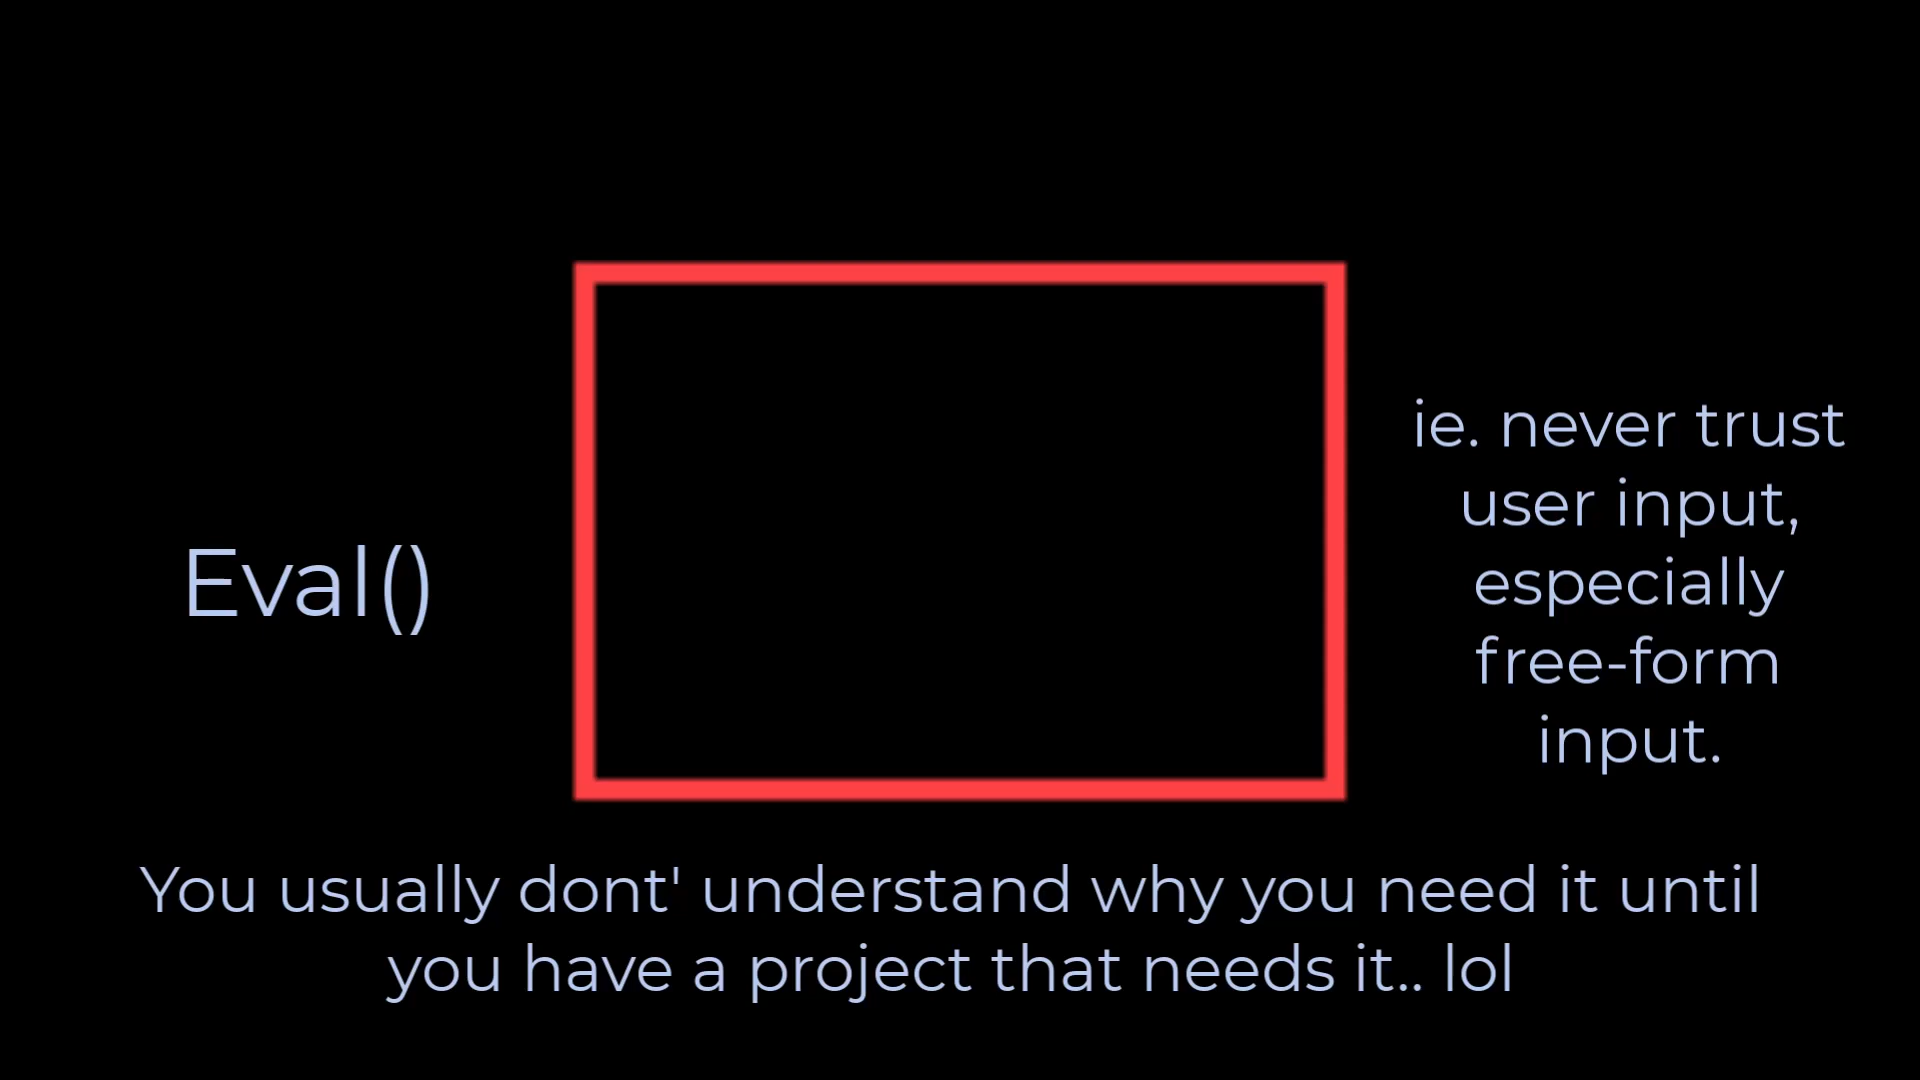 Eval()
ie. never trust
user input,
especially
free-form
input.
You usually dont' understand why you need it until
you have a project that needs it.. lol